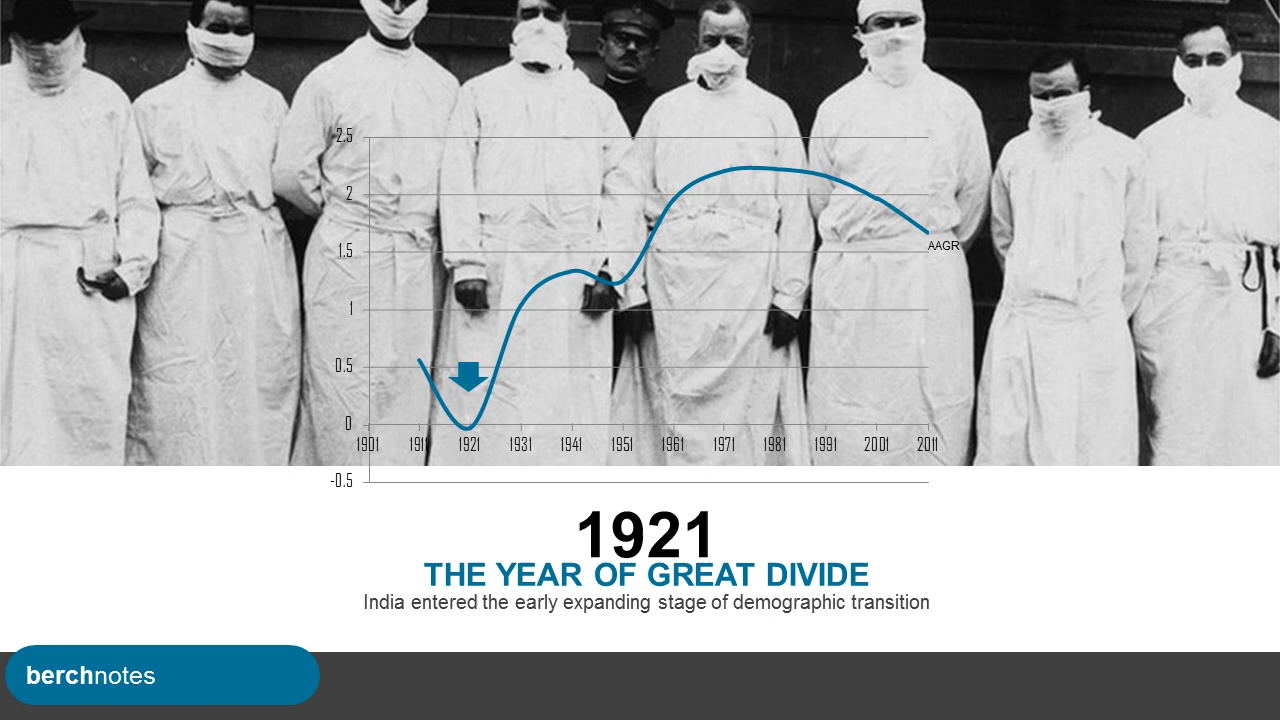 2.5
2
1.5
1
0.5
0
-0.5
1901 1911 1921 1931 1941 1951 1961 1971 1981 1991 2001 2011
AAGR
1921
THE YEAR OF GREAT DIVIDE
India entered the early expanding stage of demographic transition
berchnotes